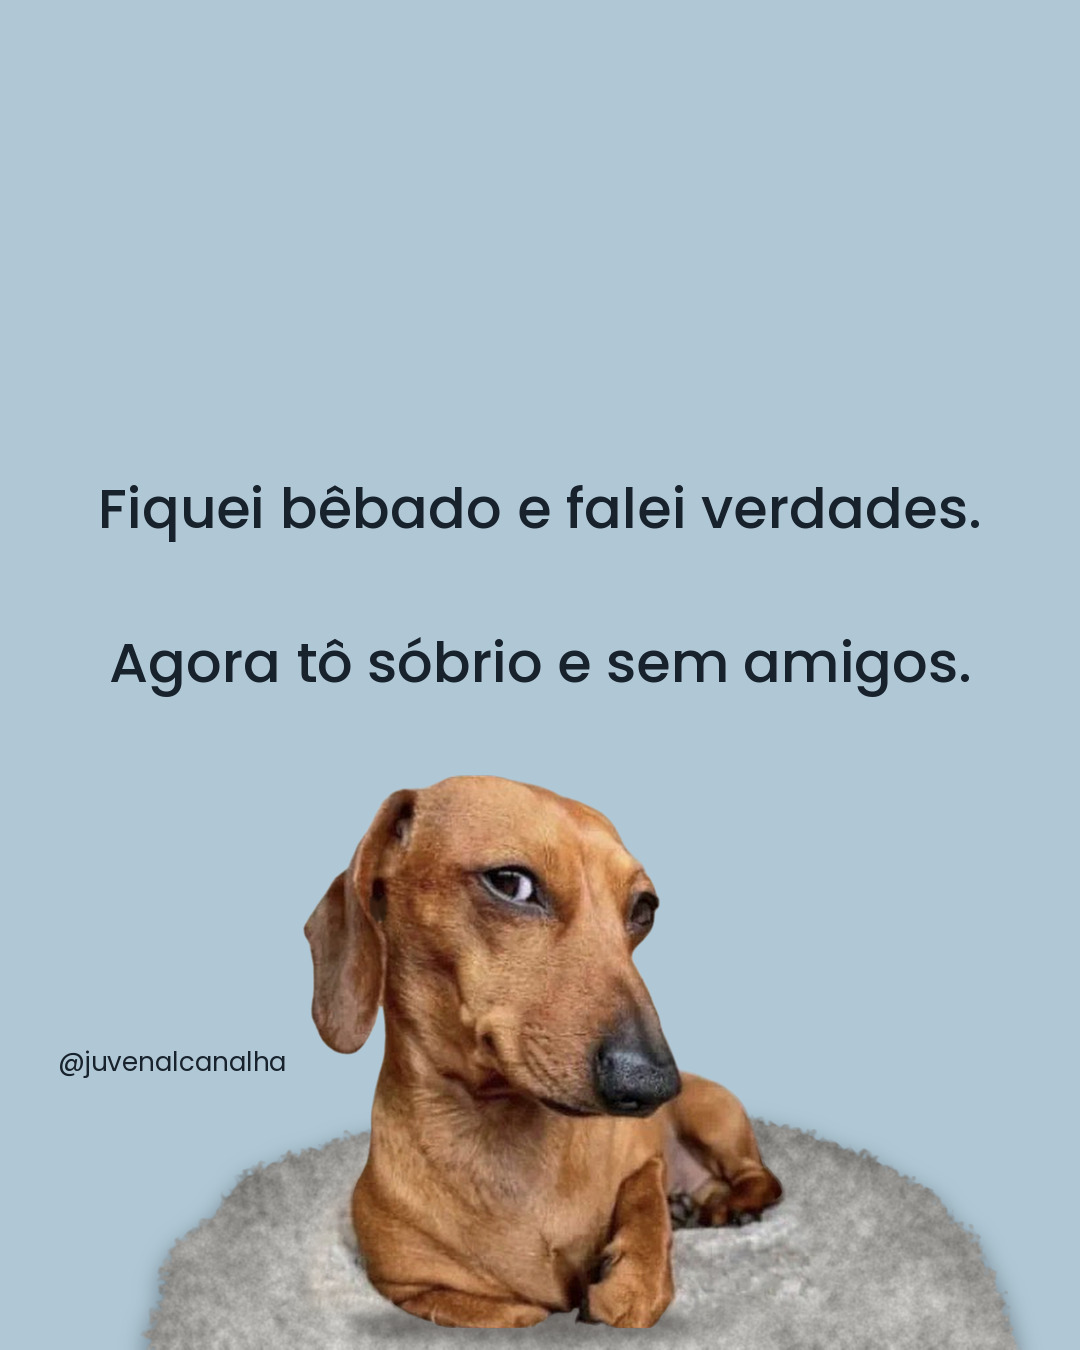 Fiquei bêbado e falei verdades.
Agora tô sóbrio e sem amigos.
@juvenalcanalha